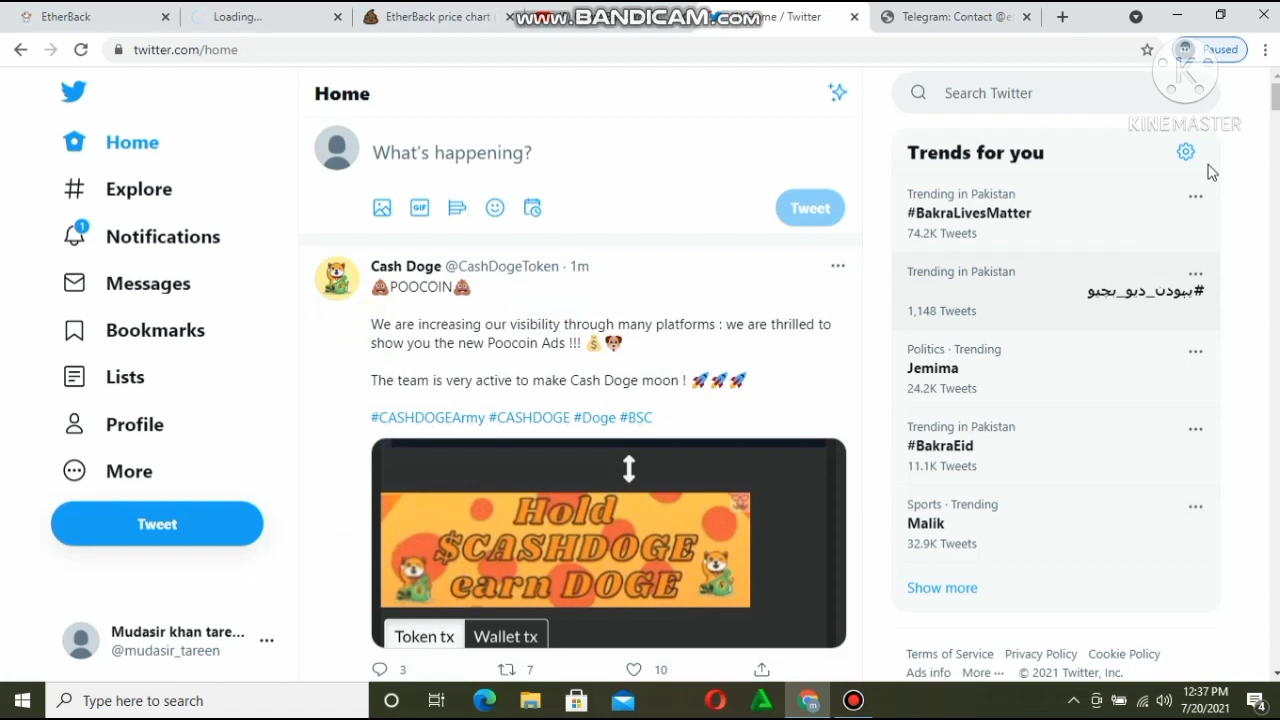 EtherBack
Loading...
EtherBack price chart
www.BANDICAM.com
me / Twitter
Telegram: Contact @e
twitter.com/home
Paused
K
KINEMASTER
Home
Explore
Notifications
1
Messages
Bookmarks
Lists
Profile
More
Tweet
Mudasir khan taree...
@mudasir_tareen
Home
What's happening?
GIF
Tweet
Cash Doge @CashDogeToken · 1m
💩POOCOIN💩
We are increasing our visibility through many platforms : we are thrilled to
show you the new Poocoin Ads !!! 💰🐶
The team is very active to make Cash Doge moon ! 🚀🚀🚀
#CASHDOGEArmy #CASHDOGE #Doge #BSC
Hold
$CASHDOGE
earn DOGE
Token tx
Wallet tx
3
7
10
Search Twitter
Trends for you
Trending in Pakistan
#BakraLivesMatter
74.2K Tweets
Trending in Pakistan
1,148 Tweets
Politics · Trending
Jemima
24.2K Tweets
Trending in Pakistan
#BakraEid
11.1K Tweets
Sports · Trending
Malik
32.9K Tweets
Show more
Terms of Service Privacy Policy Cookie Policy
Ads info More ··· © 2021 Twitter, Inc.
Type here to search
m
12:37 PM
7/20/2021
4